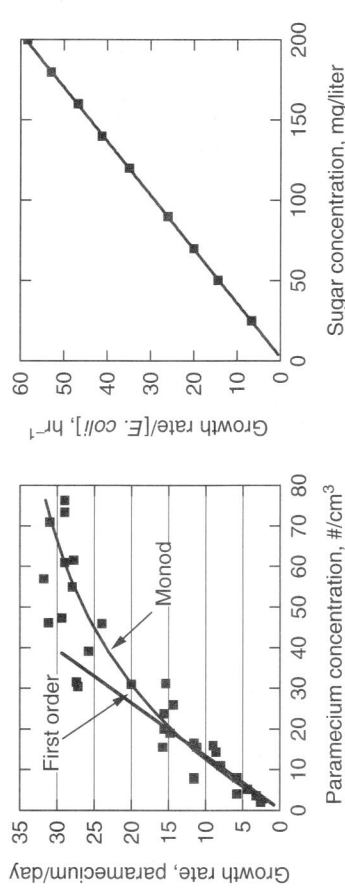 Growth rate, paramecium/day
35
30
25
20
15
10
5
0
First order
Monod
0 10 20 30 40 50 60 70 80
Paramecium concentration, #/cm³
Growth rate/[E. coli], hr⁻¹
60
50
40
30
20
10
0
0 50 100 150 200
Sugar concentration, mg/liter